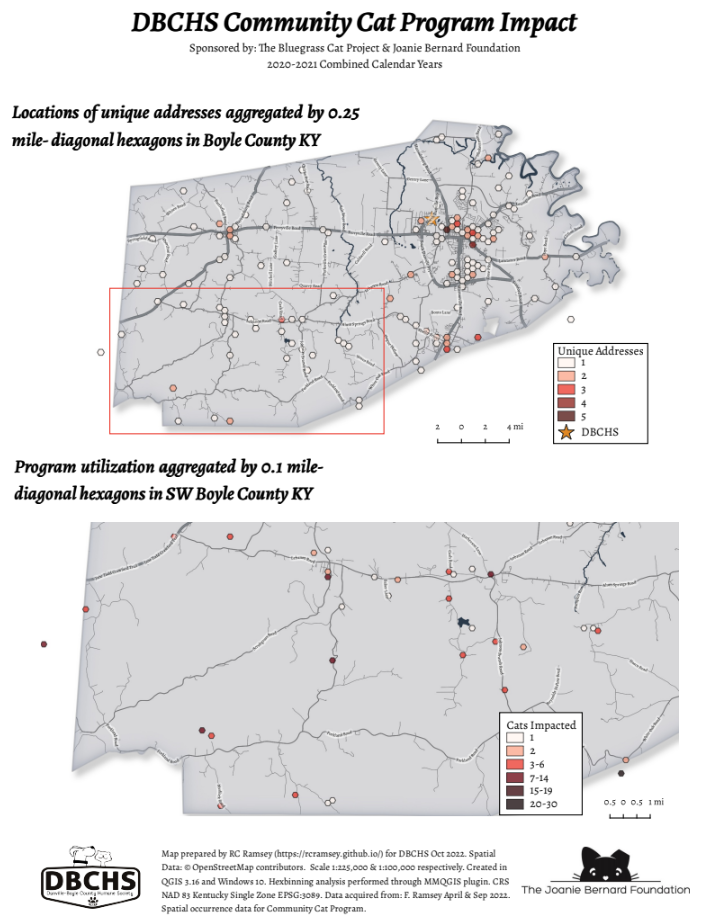 DBCHS Community Cat Program Impact
Sponsored by: The Bluegrass Cat Project & Joanie Bernard Foundation
2020-2021 Combined Calendar Years
Locations of unique addresses aggregated by 0.25
mile- diagonal hexagons in Boyle County KY
Unique Addresses
1
2
3
4
5
DBCHS
2 0 2 4 mi
Program utilization aggregated by 0.1 mile-
diagonal hexagons in SW Boyle County KY
Cats Impacted
1
2
3-6
7-14
15-19
20-30
0.5 0 0.5 1 mi
DBCHS
Danville-Boyle County Humane Society
Map prepared by RC Ramsey (https://rcramsey.github.io/) for DBCHS Oct 2022. Spatial
Data: © OpenStreetMap contributors. Scale 1:225,000 & 1:100,000 respectively. Created in
QGIS 3.16 and Windows 10. Hexbinning analysis performed through MMQGIS plugin. CRS
NAD 83 Kentucky Single Zone EPSG:3089. Data acquired from: F. Ramsey April & Sep 2022.
Spatial occurrence data for Community Cat Program.
The Joanie Bernard Foundation